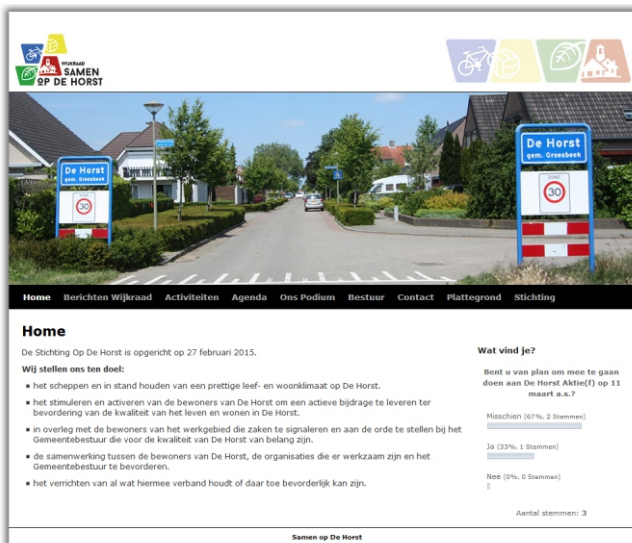 WIJKRAAD
SAMEN
OP DE HORST
De Horst
gem. Groesbeek
ZONE
30
De Horst
gem. Groesbeek
ZONE
30
Home Berichten Wijkraad Activiteiten Agenda Ons Podium Bestuur Contact Plattegrond Stichting
Home
De Stichting Op De Horst is opgericht op 27 februari 2015.
Wij stellen ons ten doel:
het scheppen en in stand houden van een prettige leef- en woonklimaat op De Horst.
het stimuleren en activeren van de bewoners van De Horst om een actieve bijdrage te leveren ter
bevordering van de kwaliteit van het leven en wonen in De Horst.
in overleg met de bewoners van het werkgebied die zaken te signaleren en aan de orde te stellen bij het
Gemeentebestuur die voor de kwaliteit van De Horst van belang zijn.
de samenwerking tussen de bewoners van De Horst, de organisaties die er werkzaam zijn en het
Gemeentebestuur te bevorderen.
het verrichten van al wat hiermee verband houdt of daar toe bevorderlijk kan zijn.
Wat vind je?
Bent u van plan om mee te gaan
doen aan De Horst Aktie(f) op 11
maart a.s.?
Misschien (67%, 2 Stemmen)
Ja (33%, 1 Stemmen)
Nee (0%, 0 Stemmen)
Aantal stemmen: 3
Samen op De Horst